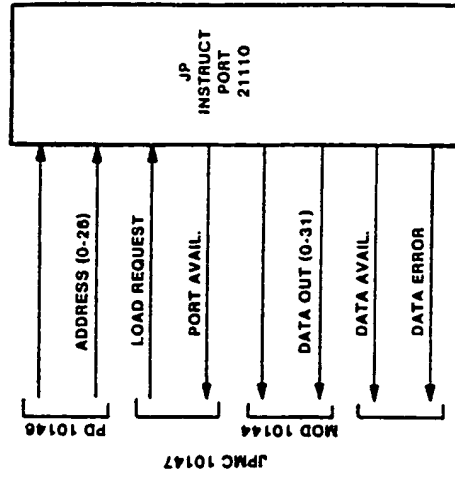 JP
INSTRUCT
PORT
21110
ADDRESS (0-26)
LOAD REQUEST
PORT AVAIL.
DATA OUT (0-31)
DATA AVAIL.
DATA ERROR
PD 10146
MOD 10144
JPMC 10147